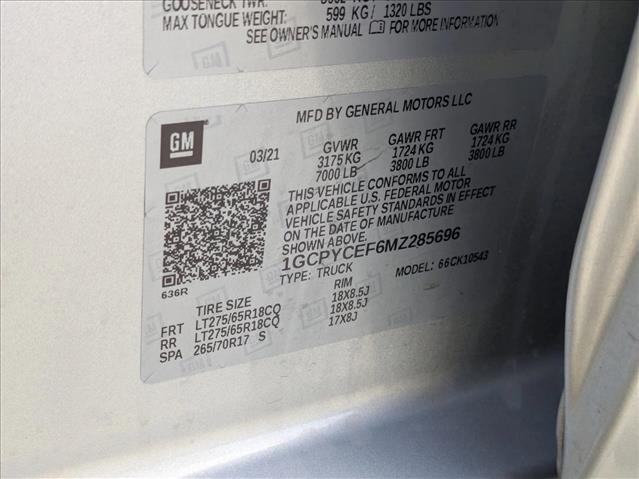 GOOSENECK TWR:
MAX TONGUE WEIGHT: 599 KG / 1320 LBS
SEE OWNER'S MANUAL FOR MORE INFORMATION
GM
MFD BY GENERAL MOTORS LLC
03/21 GVWR GAWR FRT GAWR RR
3175 KG 1724 KG 1724 KG
7000 LB 3800 LB 3800 LB
THIS VEHICLE CONFORMS TO ALL
APPLICABLE U.S. FEDERAL MOTOR
VEHICLE SAFETY STANDARDS IN EFFECT
ON THE DATE OF MANUFACTURE
SHOWN ABOVE.
1GCPYCEF6MZ285696
TYPE: TRUCK MODEL: 66CK10543
636R
TIRE SIZE RIM
FRT LT275/65R18CQ 18X8.5J
RR LT275/65R18CQ 18X8.5J
SPA 265/70R17 S 17X8J